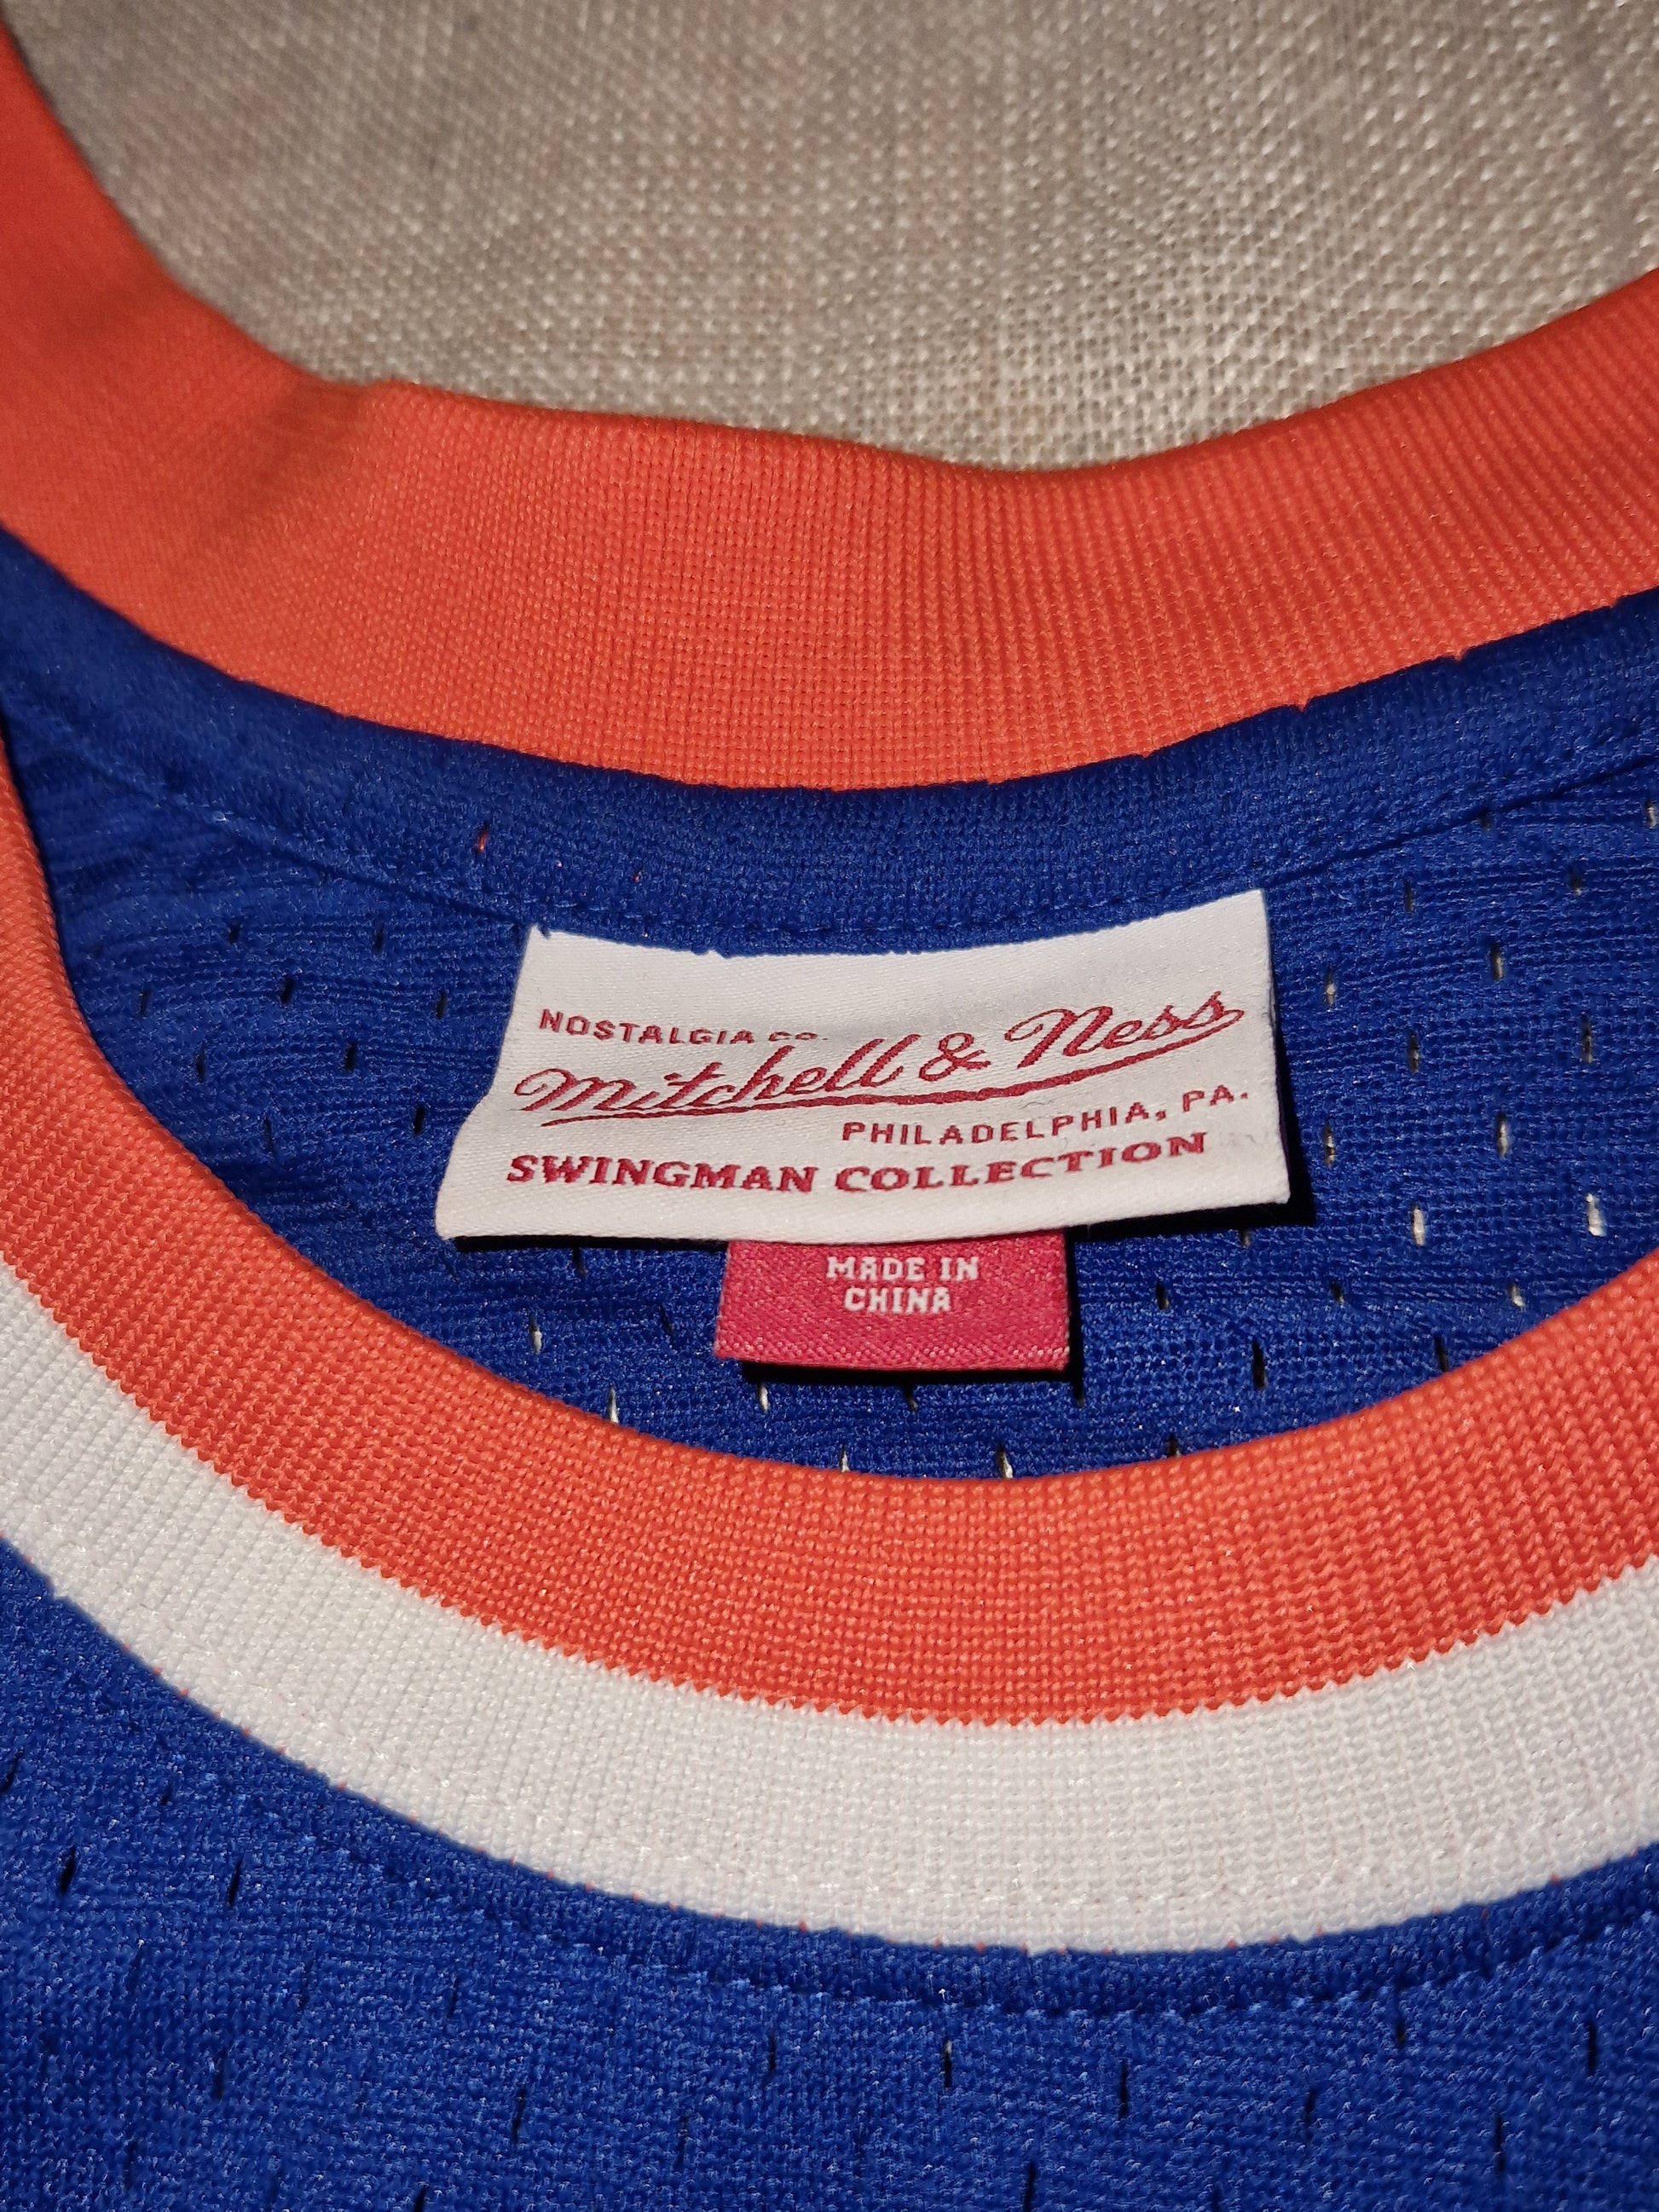 NOSTALGIA CO.
Mitchell & Ness
PHILADELPHIA, PA.
SWINGMAN COLLECTION
MADE IN
CHINA